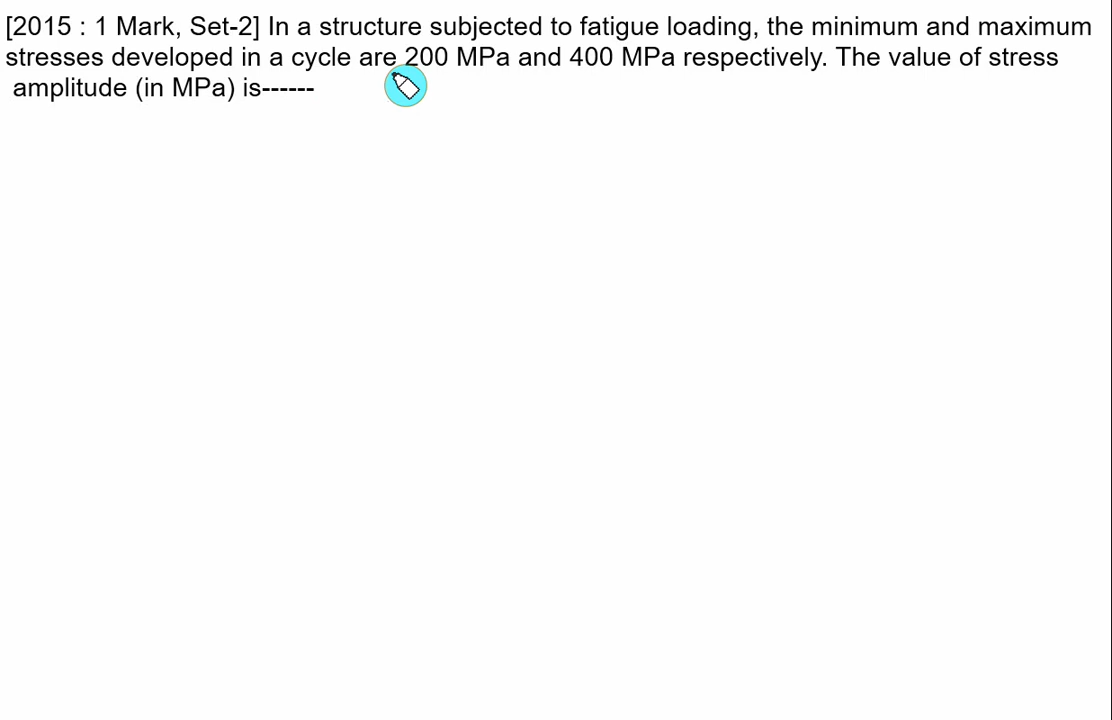 [2015 : 1 Mark, Set-2] In a structure subjected to fatigue loading, the minimum and maximum
stresses developed in a cycle are 200 MPa and 400 MPa respectively. The value of stress
amplitude (in MPa) is------